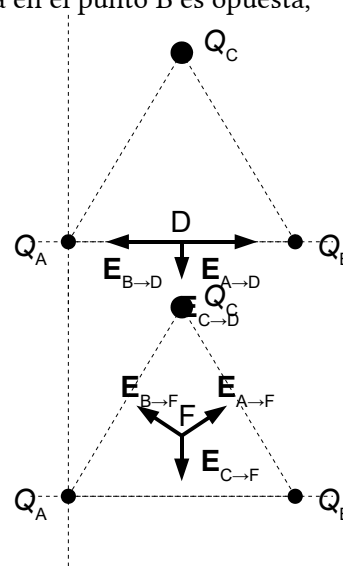 en el punto B es opuesta,
Q_C
D
Q_A
E_B→D E_A→D
Q_C
E_C→D
E_B→F E_A→F
F
E_C→F
Q_A